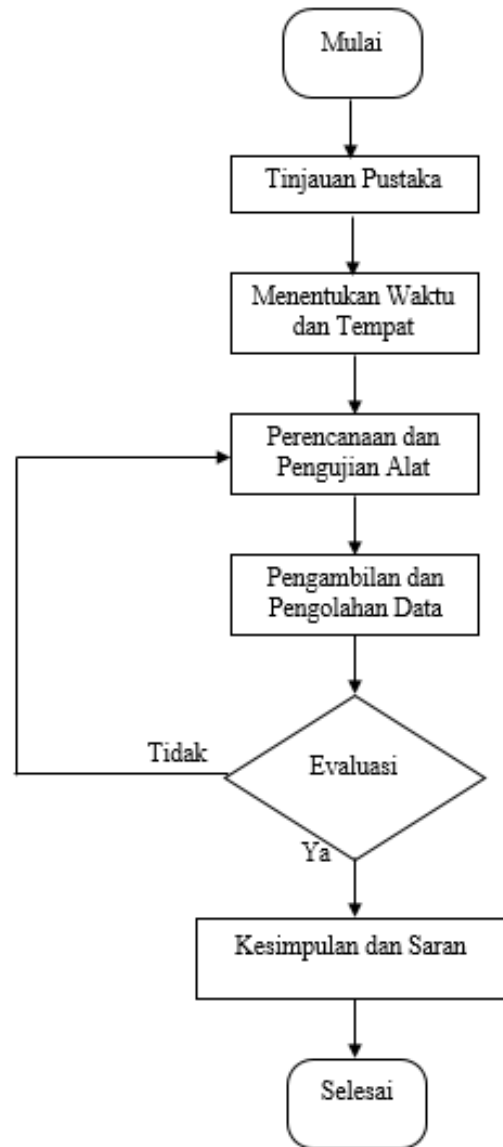 Mulai
Tinjauan Pustaka
Menentukan Waktu
dan Tempat
Perencanaan dan
Pengujian Alat
Pengambilan dan
Pengolahan Data
Tidak
Evaluasi
Ya
Kesimpulan dan Saran
Selesai